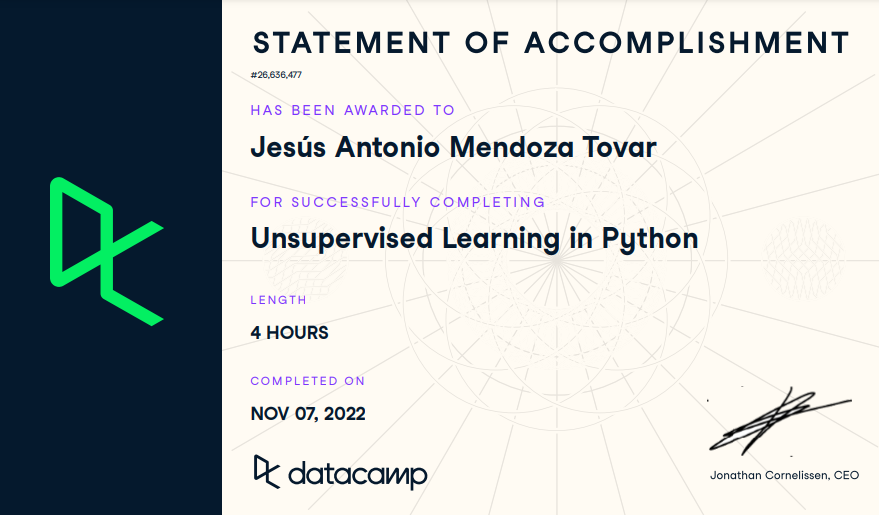 STATEMENT OF ACCOMPLISHMENT
#26,636,477
HAS BEEN AWARDED TO
Jesús Antonio Mendoza Tovar
FOR SUCCESSFULLY COMPLETING
Unsupervised Learning in Python
LENGTH
4 HOURS
COMPLETED ON
NOV 07, 2022
datacamp
Jonathan Cornelissen, CEO